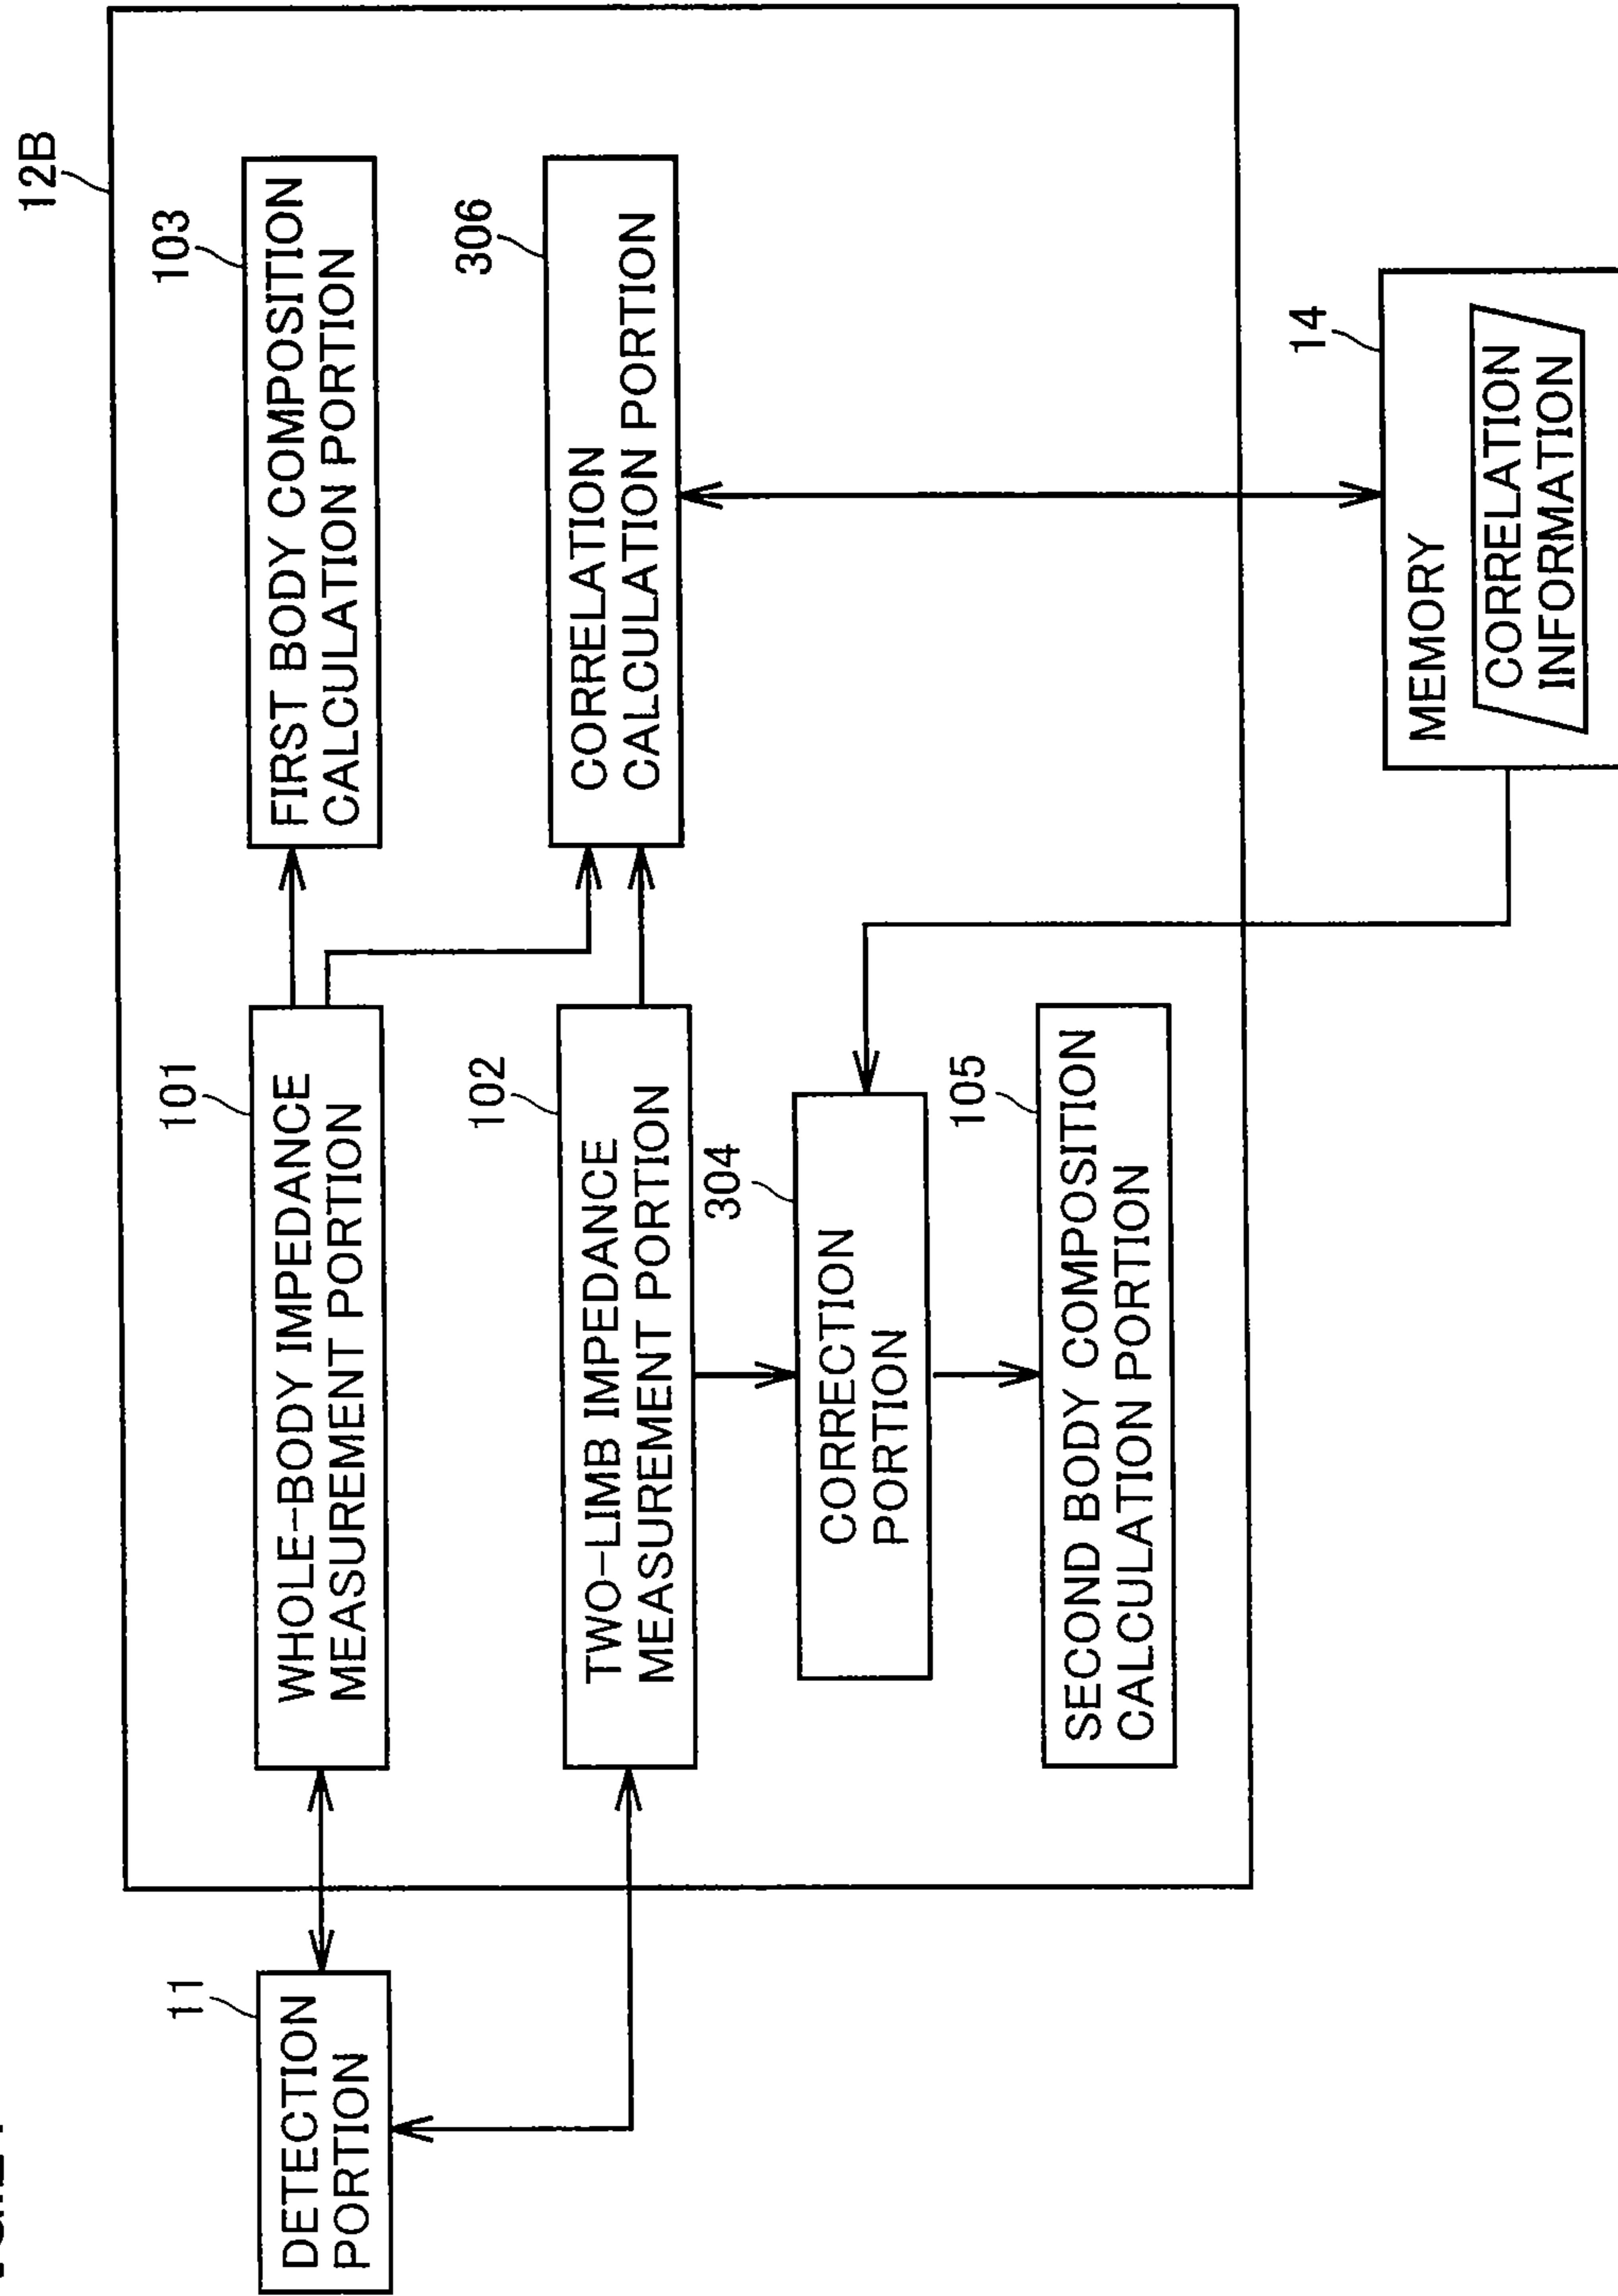 12B
11
DETECTION
PORTION
101
WHOLE-BODY IMPEDANCE
MEASUREMENT PORTION
103
FIRST BODY COMPOSITION
CALCULATION PORTION
102
TWO-LIMB IMPEDANCE
MEASUREMENT PORTION
306
CORRELATION
CALCULATION PORTION
304
CORRECTION
PORTION
105
SECOND BODY COMPOSITION
CALCULATION PORTION
14
MEMORY
CORRELATION
INFORMATION